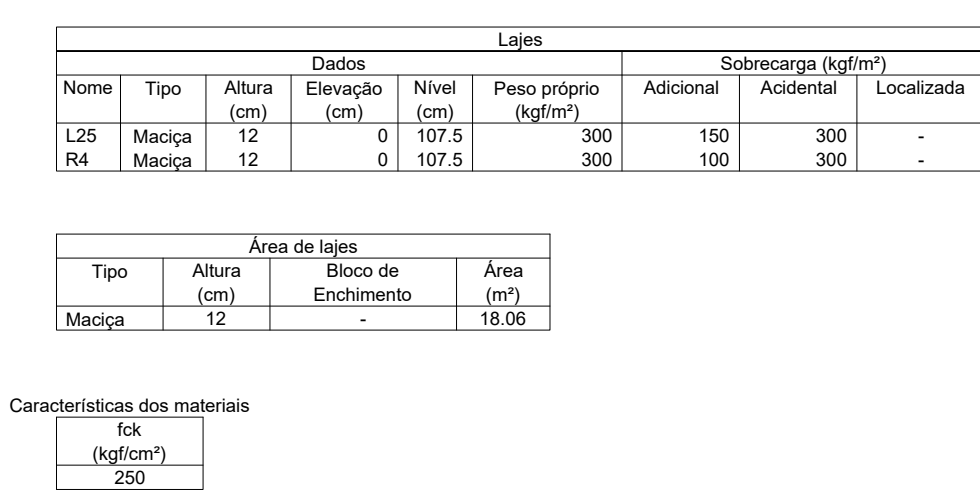 Lajes
Dados Sobrecarga (kgf/m²)
Nome Tipo Altura Elevação Nível Peso próprio Adicional Acidental Localizada
(cm) (cm) (cm) (kgf/m²)
L25 Maciça 12 0 107.5 300 150 300 -
R4 Maciça 12 0 107.5 300 100 300 -
Área de lajes
Tipo Altura Bloco de Área
(cm) Enchimento (m²)
Maciça 12 - 18.06
Características dos materiais
fck
(kgf/cm²)
250